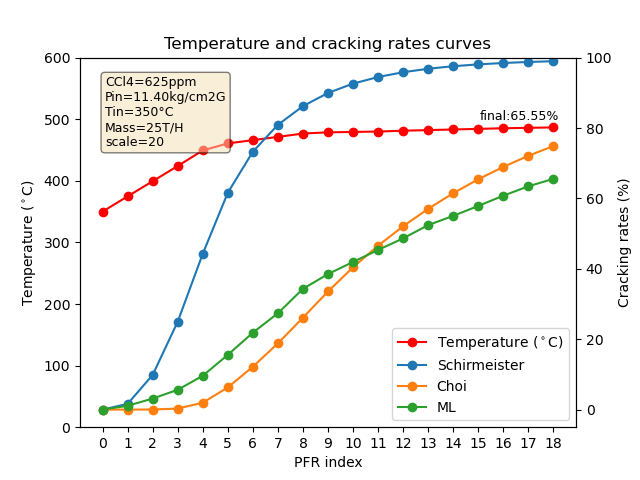 Temperature and cracking rates curves
CCl4=625ppm
Pin=11.40kg/cm2G
Tin=350°C
Mass=25T/H
scale=20
final:65.55%
Temperature (°C)
600
500
400
300
200
100
0
Cracking rates (%)
100
80
60
40
20
0
Temperature (°C)
Schirmeister
Choi
ML
0 1 2 3 4 5 6 7 8 9 10 11 12 13 14 15 16 17 18
PFR index